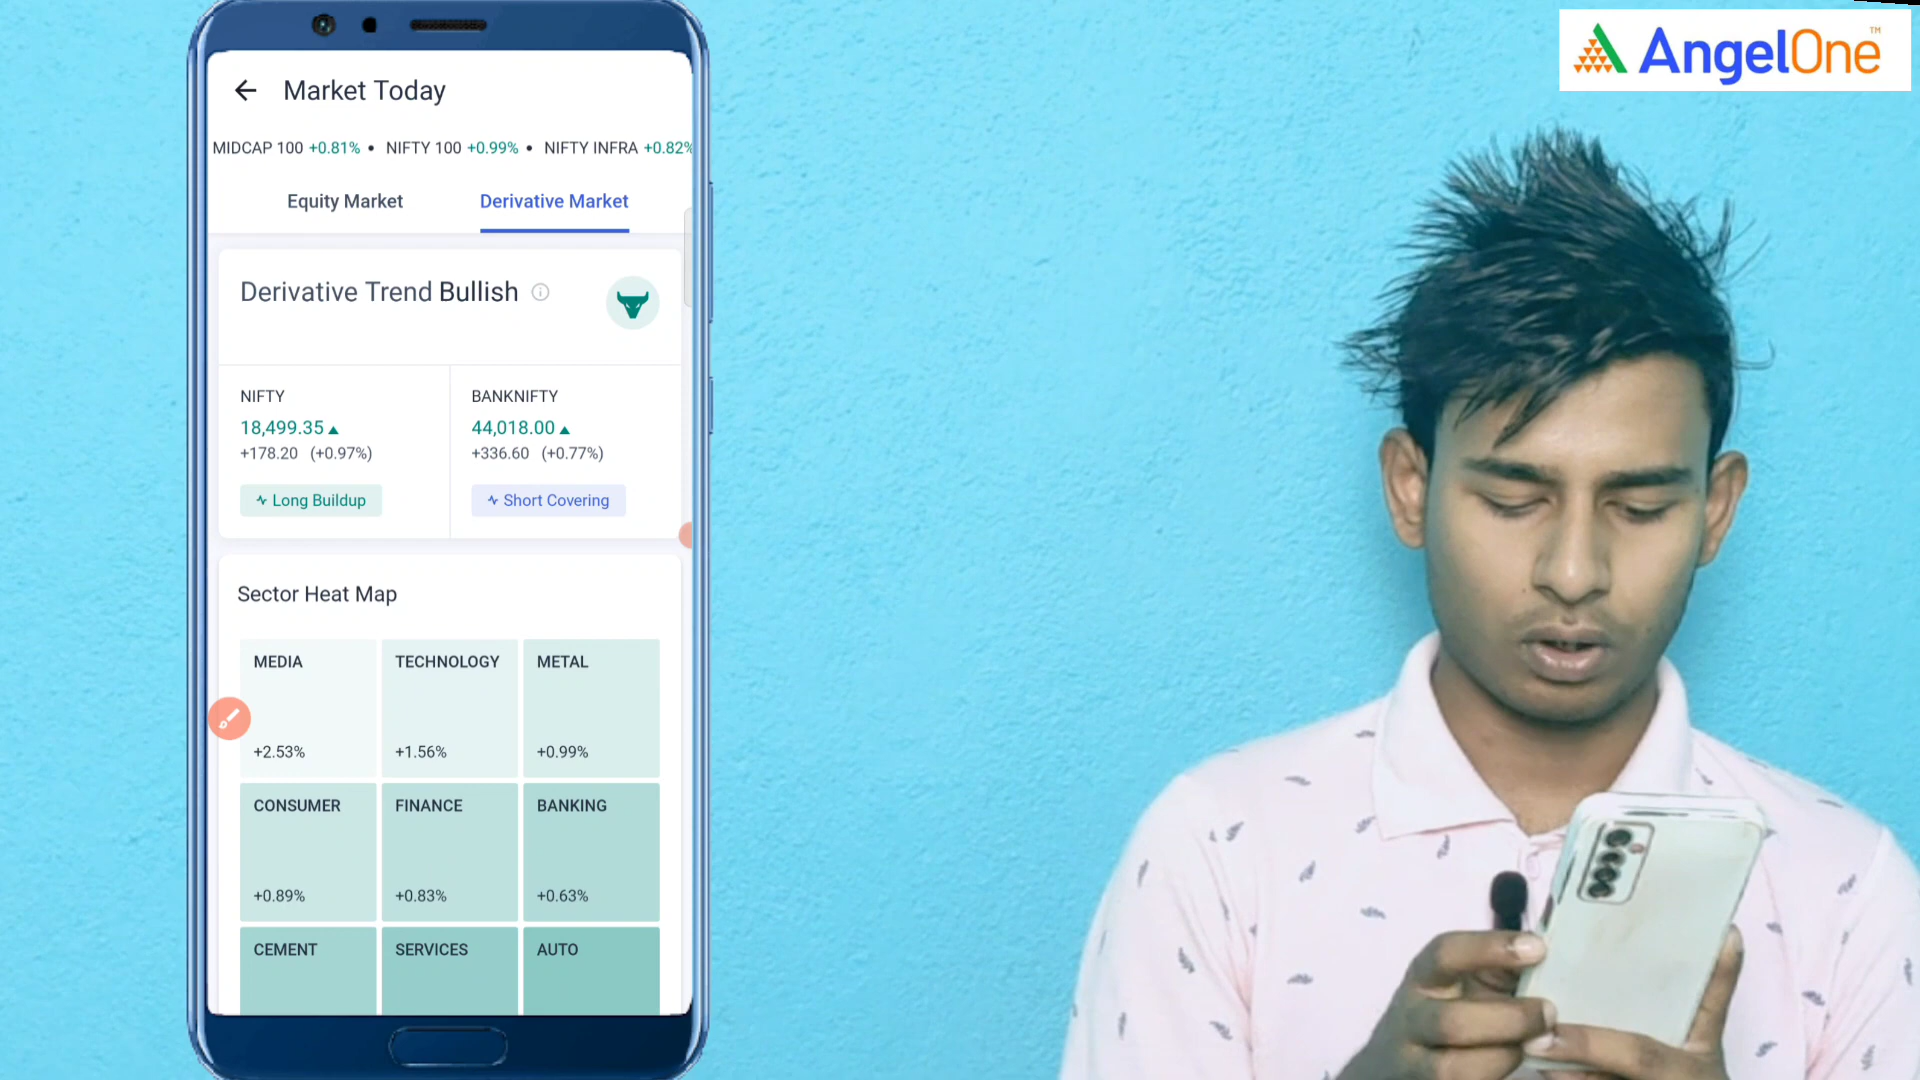 AngelOne™
Market Today
MIDCAP 100 +0.81% • NIFTY 100 +0.99% • NIFTY INFRA +0.82%
Equity Market Derivative Market
Derivative Trend Bullish
NIFTY BANKNIFTY
18,499.35 44,018.00
+178.20 (+0.97%) +336.60 (+0.77%)
Long Buildup Short Covering
Sector Heat Map
MEDIA TECHNOLOGY METAL
+2.53% +1.56% +0.99%
CONSUMER FINANCE BANKING
+0.89% +0.83% +0.63%
CEMENT SERVICES AUTO